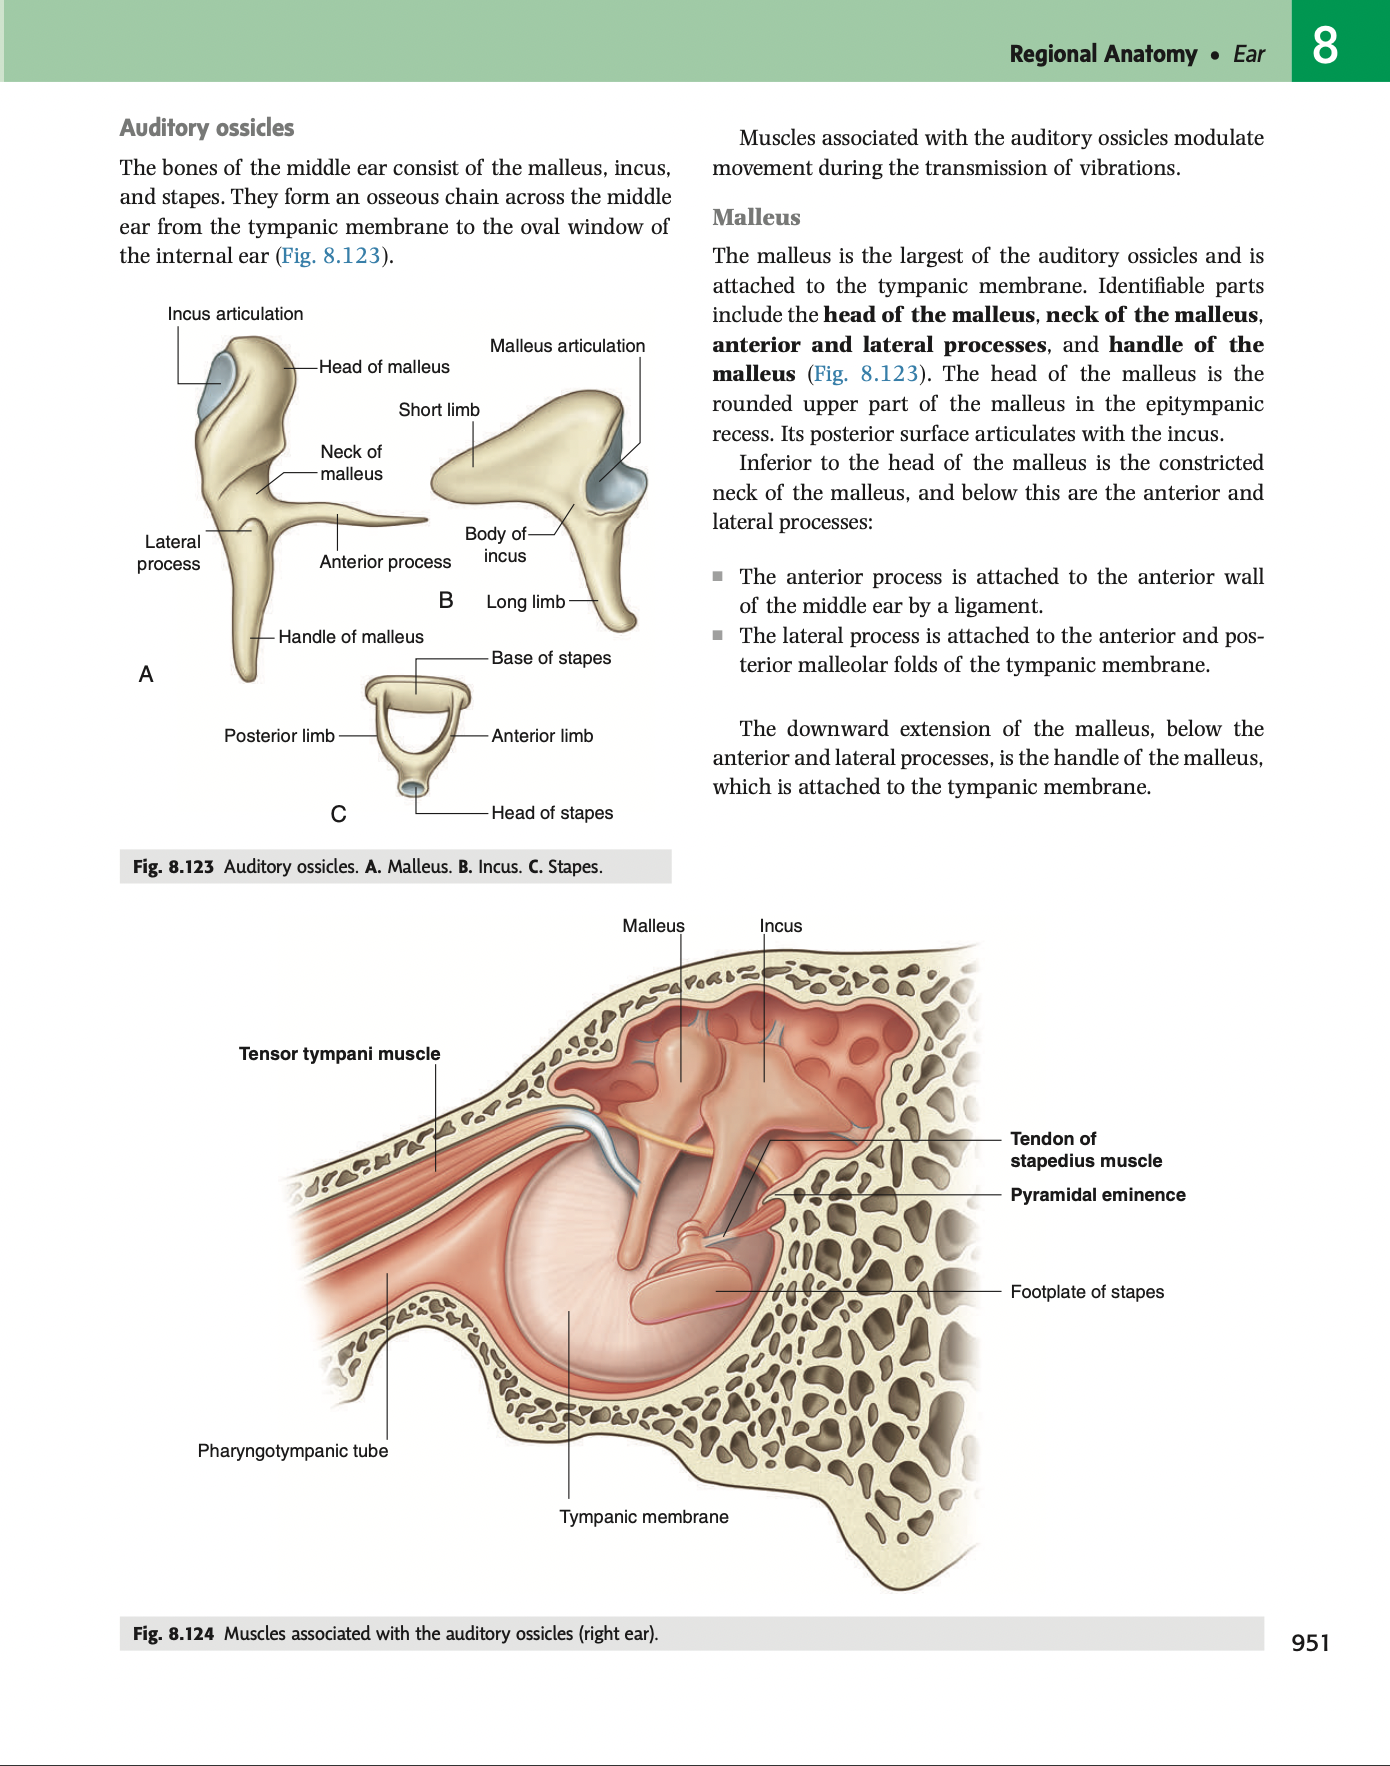 Regional Anatomy • Ear
8
Auditory ossicles
The bones of the middle ear consist of the malleus, incus,
and stapes. They form an osseous chain across the middle
ear from the tympanic membrane to the oval window of
the internal ear (Fig. 8.123).
Incus articulation
Head of malleus
Neck of
malleus
Lateral
process
Anterior process
Handle of malleus
A
Malleus articulation
Short limb
Body of
incus
B
Long limb
Base of stapes
Posterior limb
Anterior limb
C
Head of stapes
Fig. 8.123 Auditory ossicles. A. Malleus. B. Incus. C. Stapes.
Muscles associated with the auditory ossicles modulate
movement during the transmission of vibrations.
Malleus
The malleus is the largest of the auditory ossicles and is
attached to the tympanic membrane. Identifiable parts
include the head of the malleus, neck of the malleus,
anterior and lateral processes, and handle of the
malleus (Fig. 8.123). The head of the malleus is the
rounded upper part of the malleus in the epitympanic
recess. Its posterior surface articulates with the incus.
Inferior to the head of the malleus is the constricted
neck of the malleus, and below this are the anterior and
lateral processes:
■ The anterior process is attached to the anterior wall
of the middle ear by a ligament.
■ The lateral process is attached to the anterior and pos-
terior malleolar folds of the tympanic membrane.
The downward extension of the malleus, below the
anterior and lateral processes, is the handle of the malleus,
which is attached to the tympanic membrane.
Malleus
Incus
Tensor tympani muscle
Tendon of
stapedius muscle
Pyramidal eminence
Footplate of stapes
Pharyngotympanic tube
Tympanic membrane
Fig. 8.124 Muscles associated with the auditory ossicles (right ear).
951